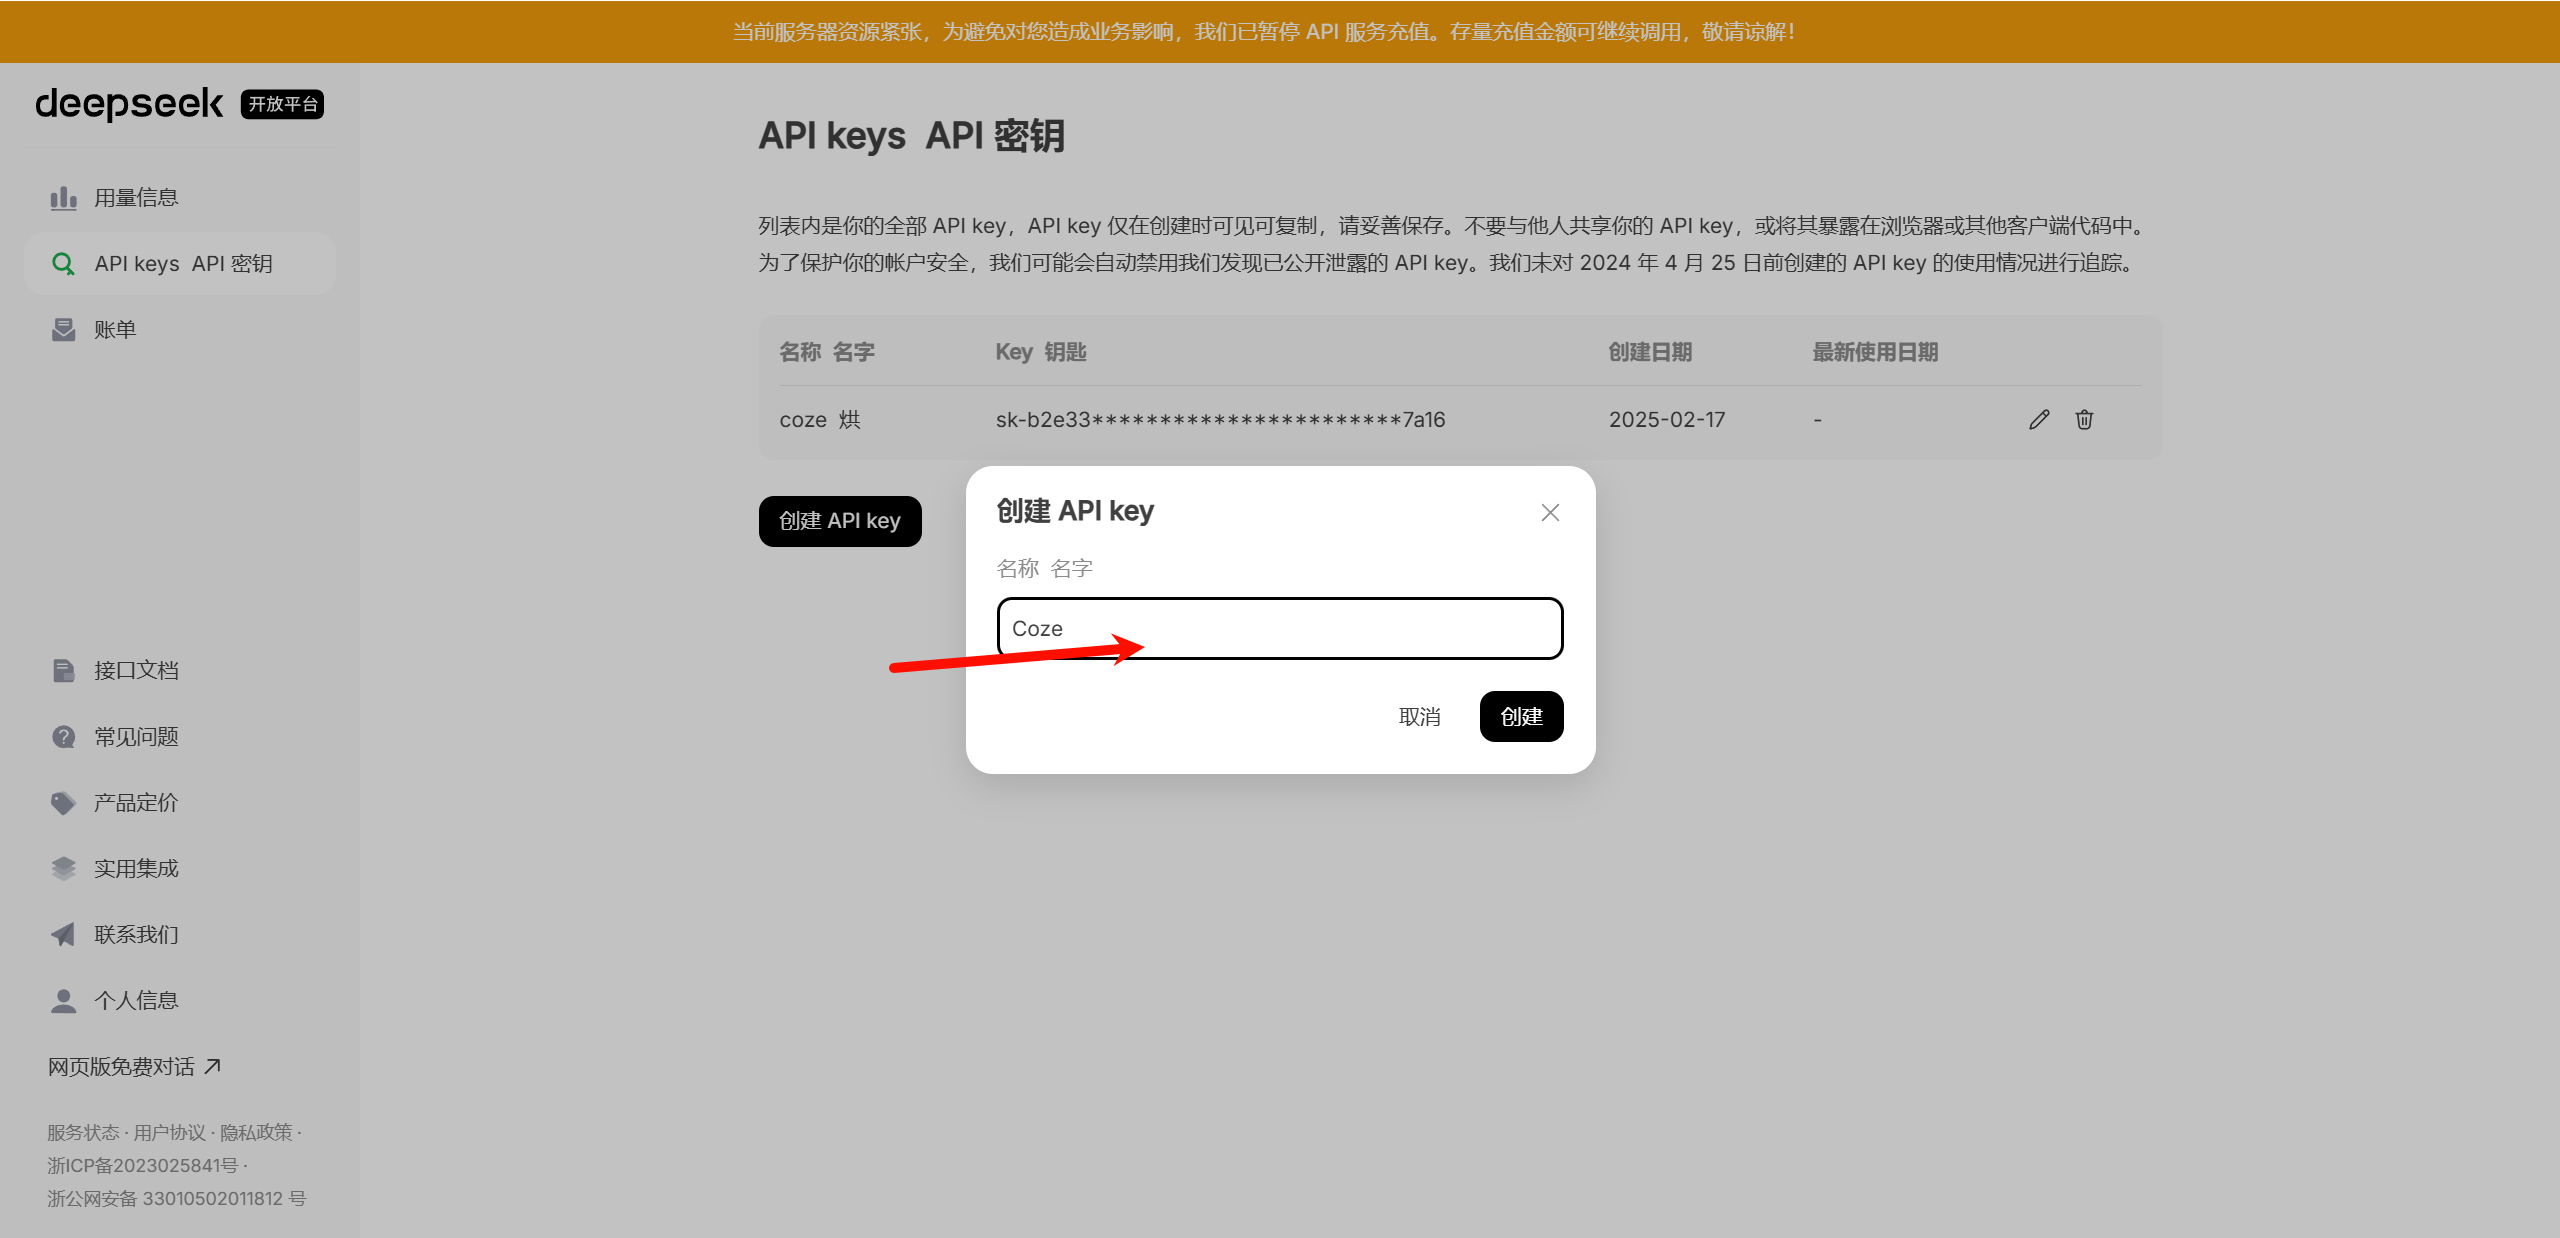 当前服务器资源紧张，为避免对您造成业务影响，我们已暂停 API 服务充值。存量充值金额可继续调用，敬请谅解！
deepseek 开放平台
用量信息
API keys API 密钥
账单
接口文档
常见问题
产品定价
实用集成
联系我们
个人信息
网页版免费对话
服务状态 · 用户协议 · 隐私政策 ·
浙ICP备2023025841号 ·
浙公网安备 33010502011812 号
API keys API 密钥
列表内是你的全部 API key，API key 仅在创建时可见可复制，请妥善保存。不要与他人共享你的 API key，或将其暴露在浏览器或其他客户端代码中。
为了保护你的帐户安全，我们可能会自动禁用我们发现已公开泄露的 API key。我们未对 2024 年 4 月 25 日前创建的 API key 的使用情况进行追踪。
名称 名字 Key 钥匙 创建日期 最新使用日期
coze 烘 sk-b2e33***********************7a16 2025-02-17 -
创建 API key
创建 API key
名称 名字
Coze
取消 创建